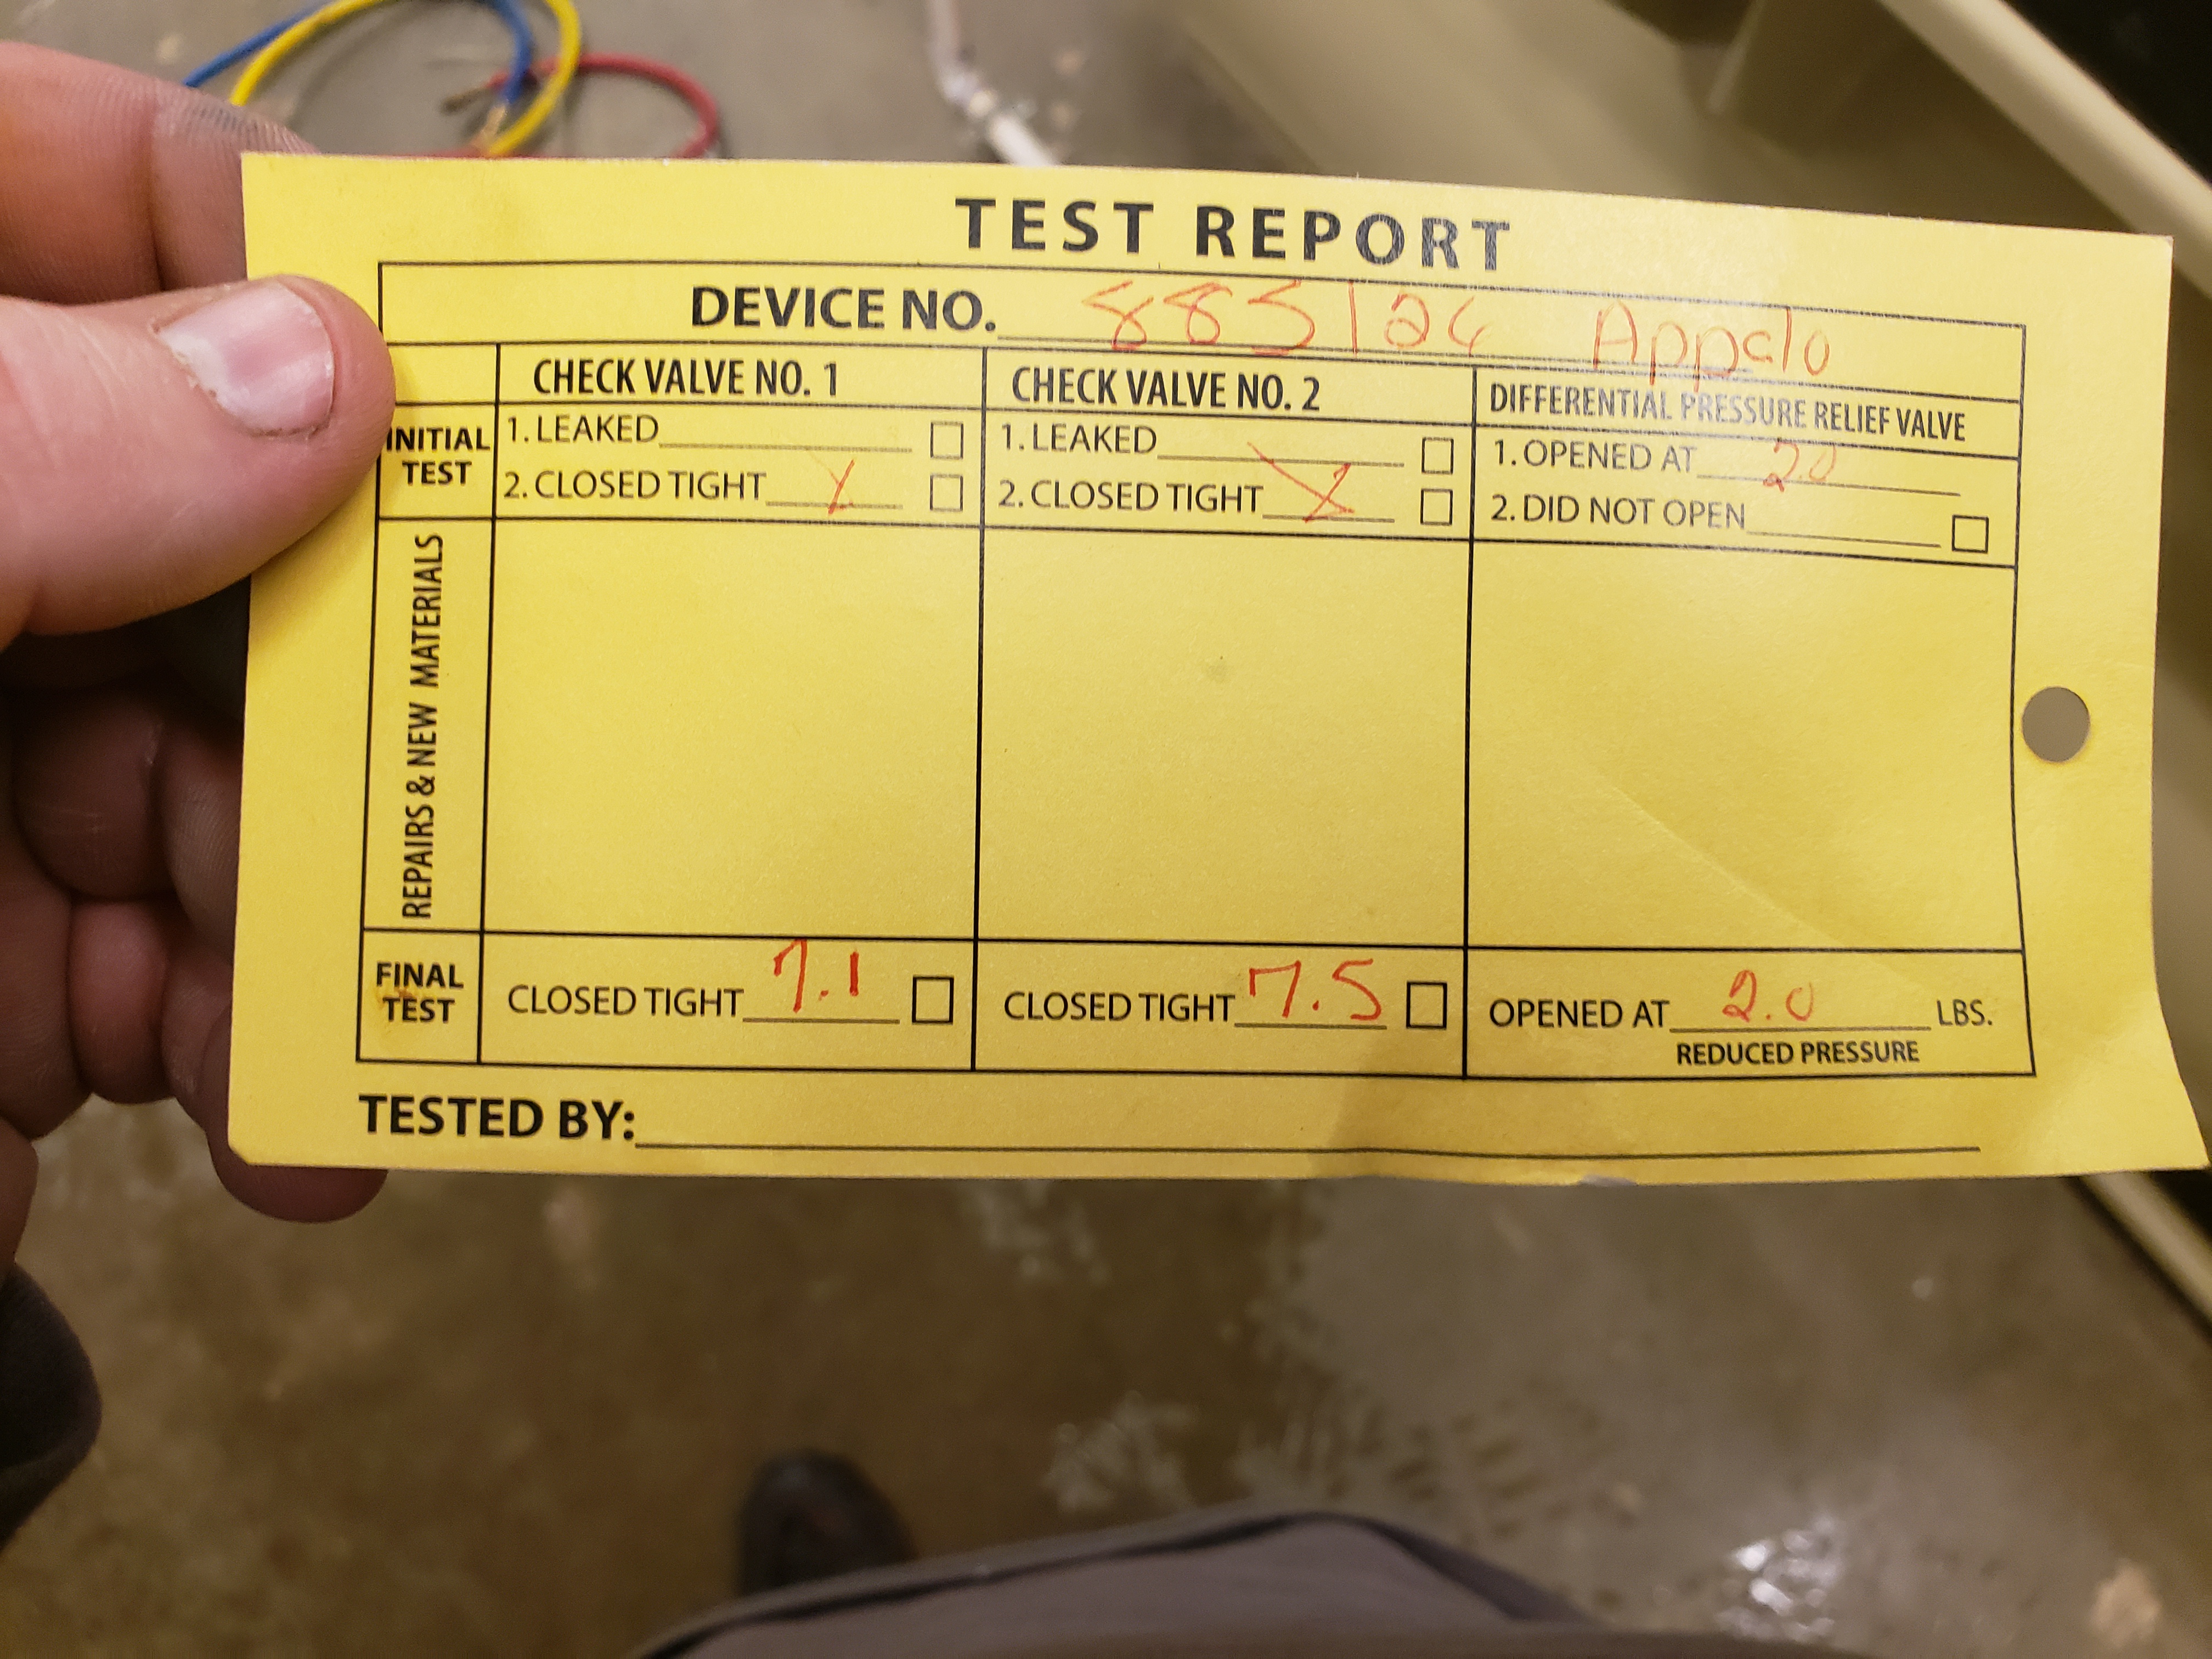 TEST REPORT
DEVICE NO. 885126 Appolo
CHECK VALVE NO. 1
CHECK VALVE NO. 2
DIFFERENTIAL PRESSURE RELIEF VALVE
INITIAL TEST
1. LEAKED
2. CLOSED TIGHT X
1. LEAKED
2. CLOSED TIGHT X
1. OPENED AT 2.0
2. DID NOT OPEN
REPAIRS & NEW MATERIALS
FINAL TEST
CLOSED TIGHT 7.1
CLOSED TIGHT 7.5
OPENED AT 2.0 LBS.
REDUCED PRESSURE
TESTED BY: